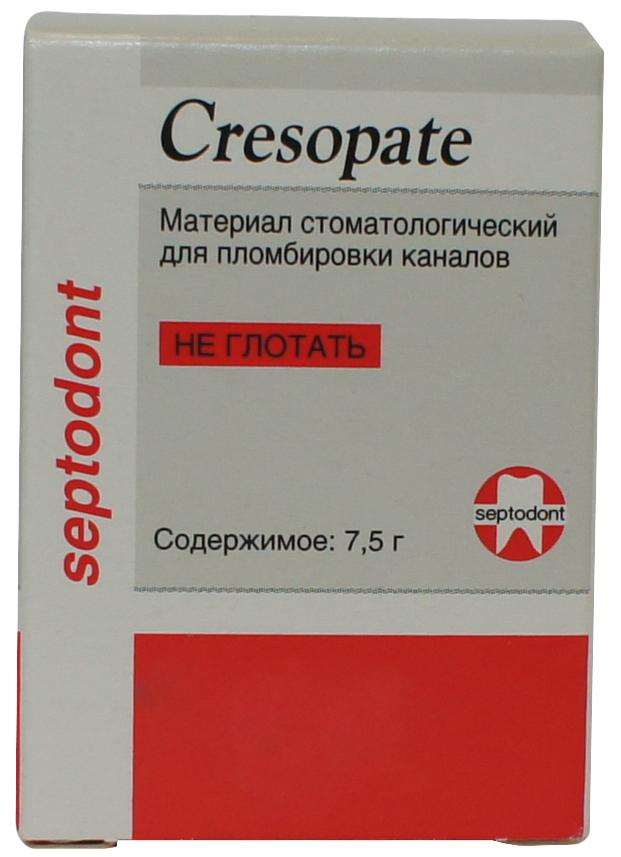 Cresopate
Материал стоматологический
для пломбировки каналов
НЕ ГЛОТАТЬ
septodont
Содержимое: 7,5 г
septodont